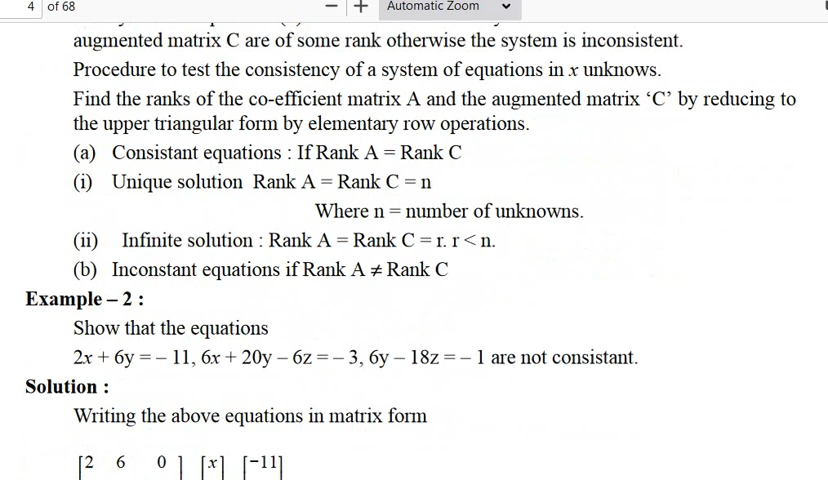 4 of 68 − + Automatic Zoom
augmented matrix C are of some rank otherwise the system is inconsistent.
Procedure to test the consistency of a system of equations in x unknows.
Find the ranks of the co-efficient matrix A and the augmented matrix ‘C’ by reducing to
the upper triangular form by elementary row operations.
(a) Consistant equations : If Rank A = Rank C
(i) Unique solution Rank A = Rank C = n
Where n = number of unknowns.
(ii) Infinite solution : Rank A = Rank C = r. r < n.
(b) Inconstant equations if Rank A ≠ Rank C
Example – 2 :
Show that the equations
2x + 6y = – 11, 6x + 20y – 6z = – 3, 6y – 18z = – 1 are not consistant.
Solution :
Writing the above equations in matrix form
[2 6 0] [x] [−11]